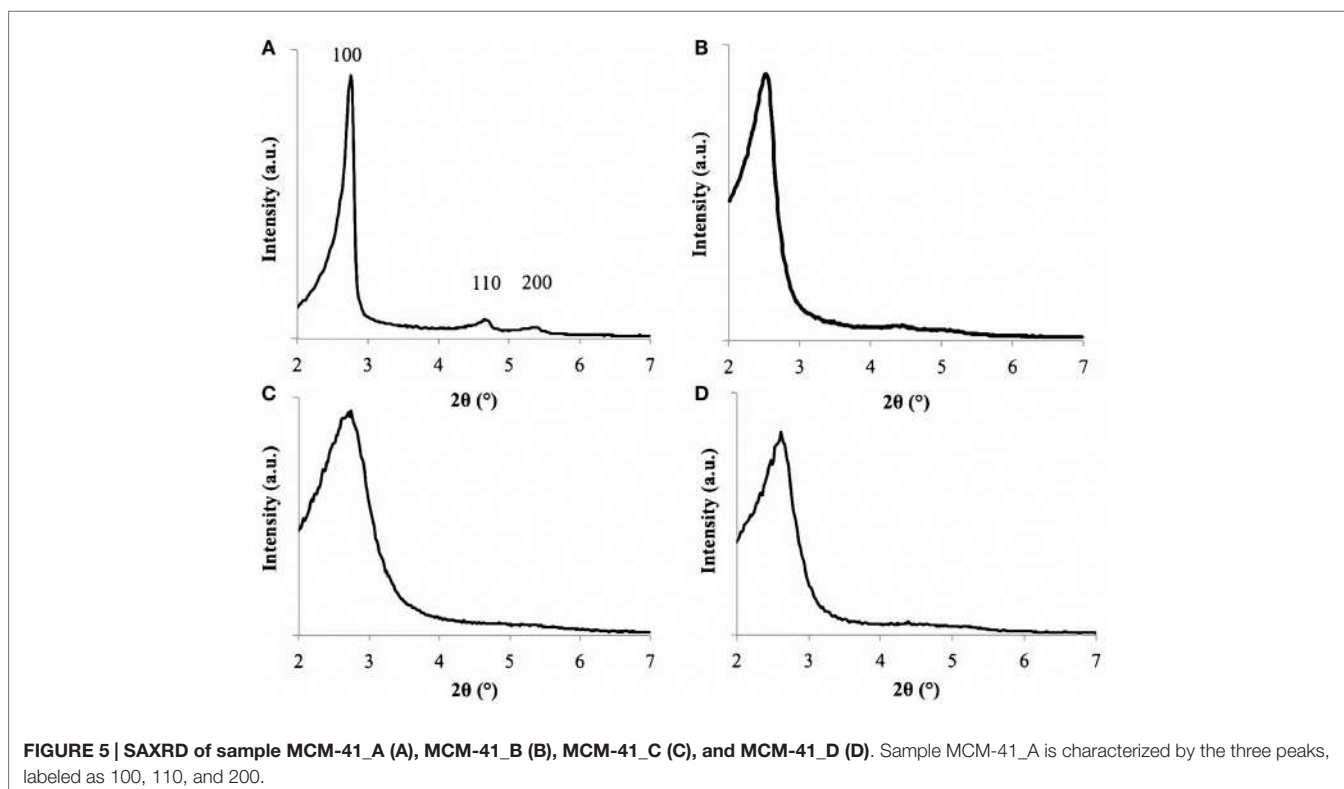 A
100
110
200
Intensity (a.u.)
2 3 4 5 6 7
2θ (°)
B
Intensity (a.u.)
2 3 4 5 6 7
2θ (°)
C
Intensity (a.u.)
2 3 4 5 6 7
2θ (°)
D
Intensity (a.u.)
2 3 4 5 6 7
2θ (°)
FIGURE 5 | SAXRD of sample MCM-41_A (A), MCM-41_B (B), MCM-41_C (C), and MCM-41_D (D). Sample MCM-41_A is characterized by the three peaks,
labeled as 100, 110, and 200.